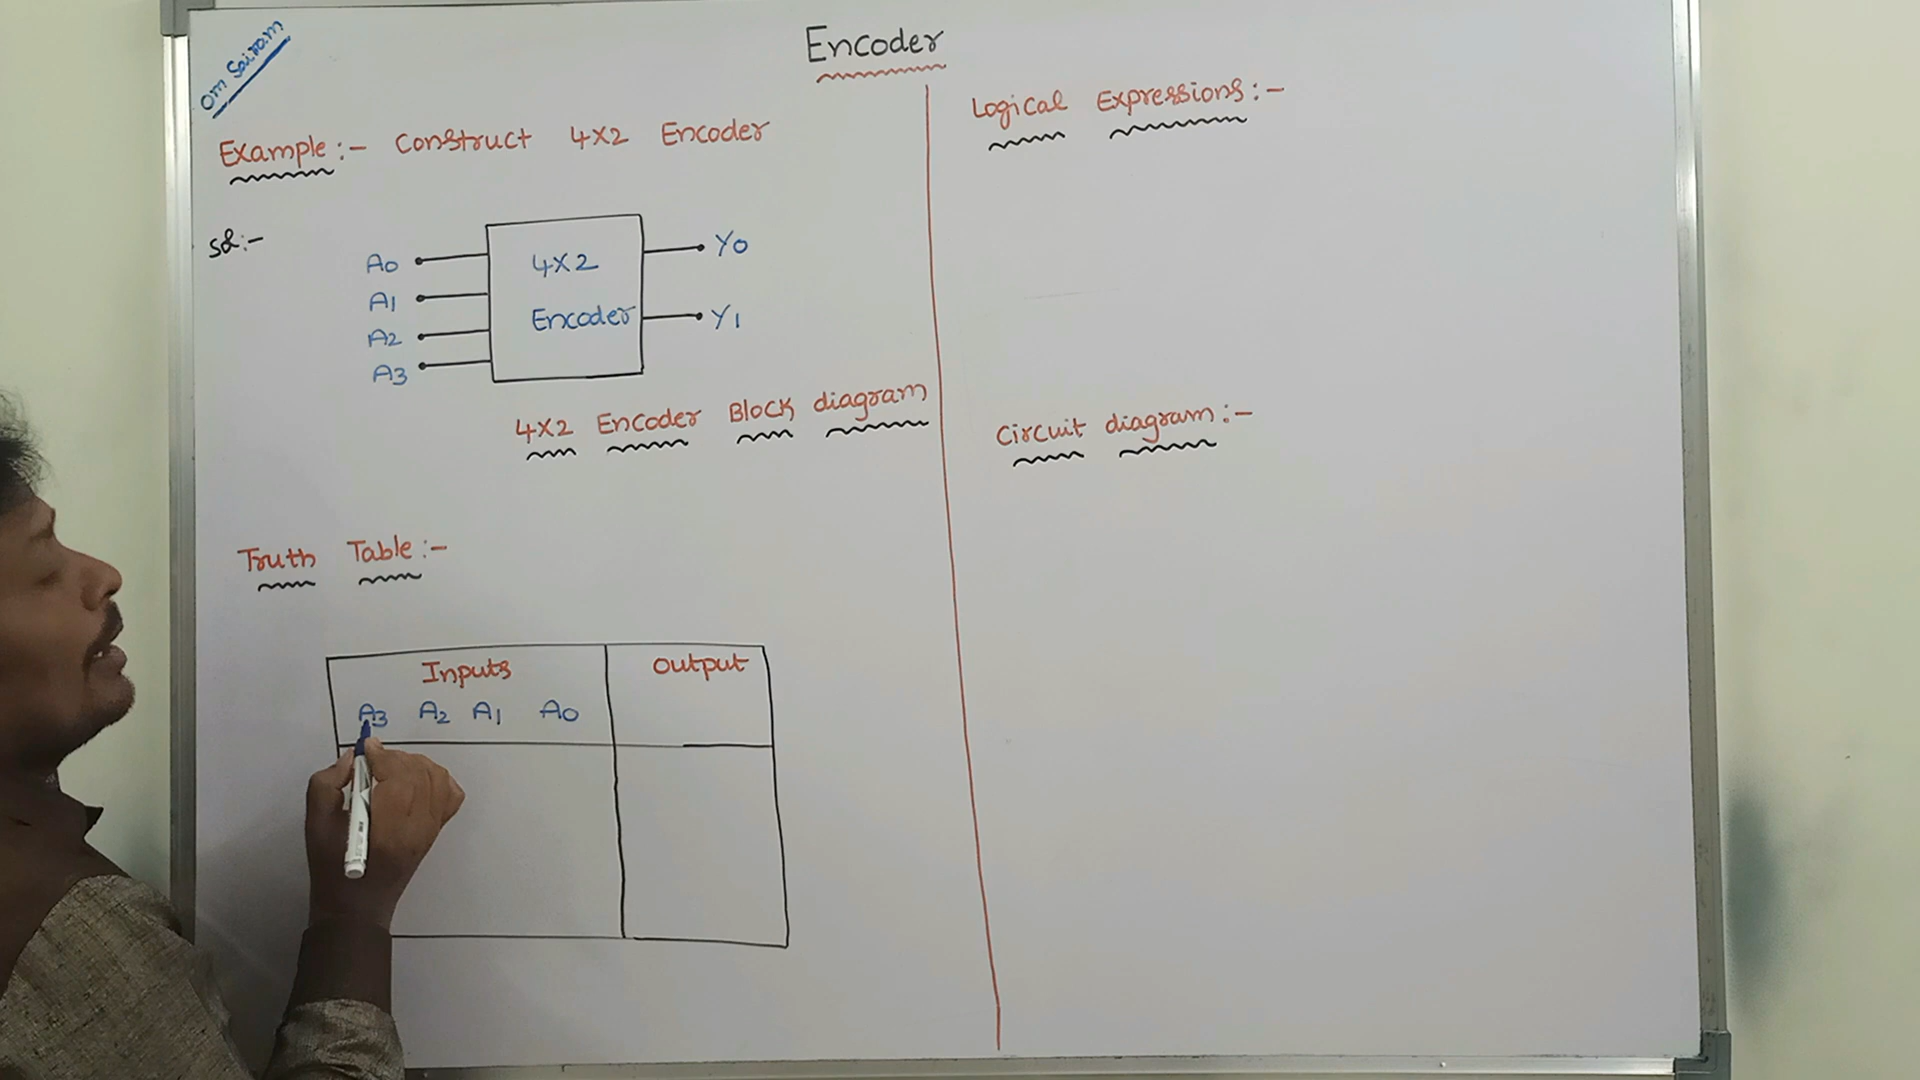 Om Sairam
Encoder
Example:- Construct 4X2 Encoder
Sol:-
A0
A1
A2
A3
4X2
Encoder
Y0
Y1
4X2 Encoder Block diagram
Truth Table:-
Inputs Output
A3 A2 A1 A0
Logical Expressions:-
Circuit diagram:-